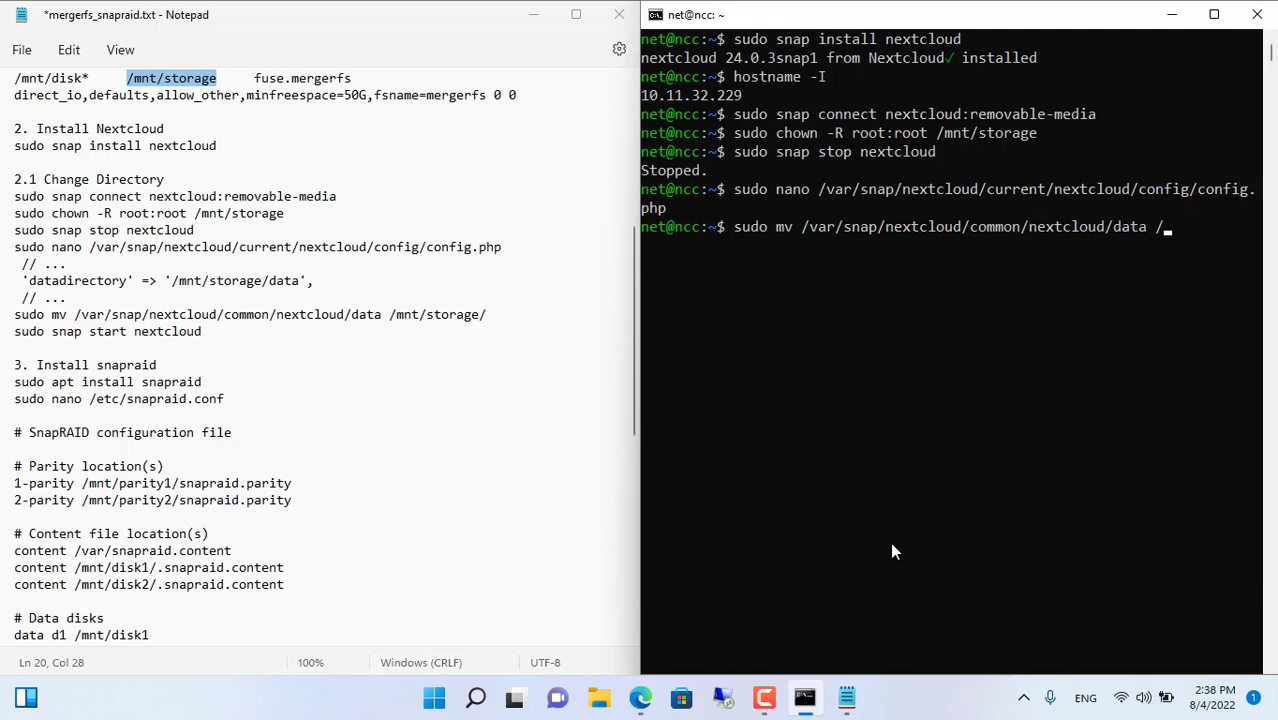 *mergerfs_snapraid.txt - Notepad
File Edit View
/mnt/disk* /mnt/storage fuse.mergerfs
direct_io,defaults,allow_other,minfreespace=50G,fsname=mergerfs 0 0
2. Install Nextcloud
sudo snap install nextcloud
2.1 Change Directory
sudo snap connect nextcloud:removable-media
sudo chown -R root:root /mnt/storage
sudo snap stop nextcloud
sudo nano /var/snap/nextcloud/current/nextcloud/config/config.php
// ...
'datadirectory' => '/mnt/storage/data',
// ...
sudo mv /var/snap/nextcloud/common/nextcloud/data /mnt/storage/
sudo snap start nextcloud
3. Install snapraid
sudo apt install snapraid
sudo nano /etc/snapraid.conf
# SnapRAID configuration file
# Parity location(s)
1-parity /mnt/parity1/snapraid.parity
2-parity /mnt/parity2/snapraid.parity
# Content file location(s)
content /var/snapraid.content
content /mnt/disk1/.snapraid.content
content /mnt/disk2/.snapraid.content
# Data disks
data d1 /mnt/disk1
Ln 20, Col 28 100% Windows (CRLF) UTF-8
net@ncc: ~
net@ncc:~$ sudo snap install nextcloud
nextcloud 24.0.3snap1 from Nextcloud✓ installed
net@ncc:~$ hostname -I
10.11.32.229
net@ncc:~$ sudo snap connect nextcloud:removable-media
net@ncc:~$ sudo chown -R root:root /mnt/storage
net@ncc:~$ sudo snap stop nextcloud
Stopped.
net@ncc:~$ sudo nano /var/snap/nextcloud/current/nextcloud/config/config.
php
net@ncc:~$ sudo mv /var/snap/nextcloud/common/nextcloud/data /_
ENG
2:38 PM
8/4/2022
1